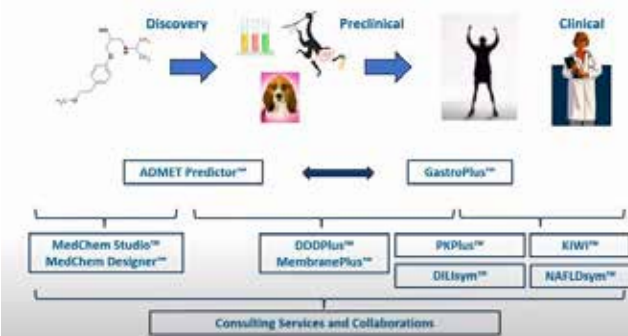 Discovery
Preclinical
Clinical
ADMET Predictor™
GastroPlus™
MedChem Studio™
MedChem Designer™
DDDPlus™
MembranePlus™
PKPlus™
KIWI™
DILIsym™
NAFLDsym™
Consulting Services and Collaborations